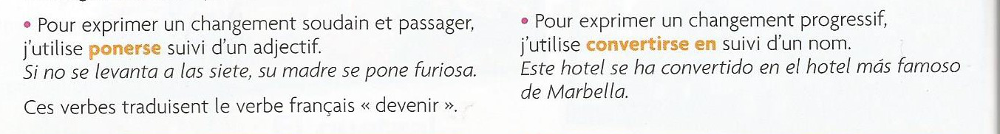 • Pour exprimer un changement soudain et passager,
j'utilise ponerse suivi d'un adjectif.
Si no se levanta a las siete, su madre se pone furiosa.
Ces verbes traduisent le verbe français « devenir ».
• Pour exprimer un changement progressif,
j'utilise convertirse en suivi d'un nom.
Este hotel se ha convertido en el hotel más famoso
de Marbella.